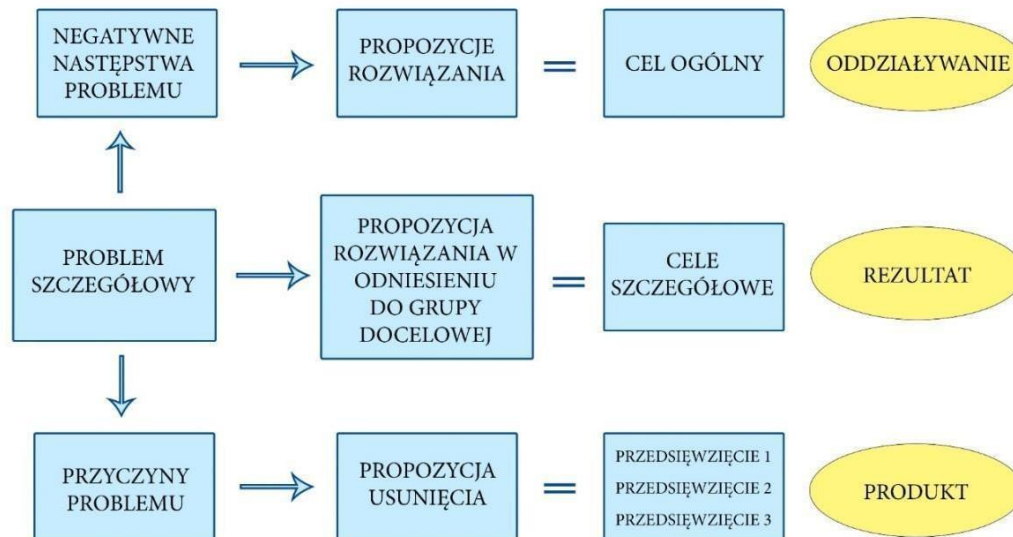 NEGATYWNE
NASTĘPSTWA
PROBLEMU
PROPOZYCJE
ROZWIĄZANIA
CEL OGÓLNY
ODDZIAŁYWANIE
PROBLEM
SZCZEGÓŁOWY
PROPOZYCJA
ROZWIĄZANIA W
ODNIESIENIU
DO GRUPY
DOCELOWEJ
CELE
SZCZEGÓŁOWE
REZULTAT
PRZYCZYNY
PROBLEMU
PROPOZYCJA
USUNIĘCIA
PRZEDSIĘWZIĘCIE 1
PRZEDSIĘWZIĘCIE 2
PRZEDSIĘWZIĘCIE 3
PRODUKT